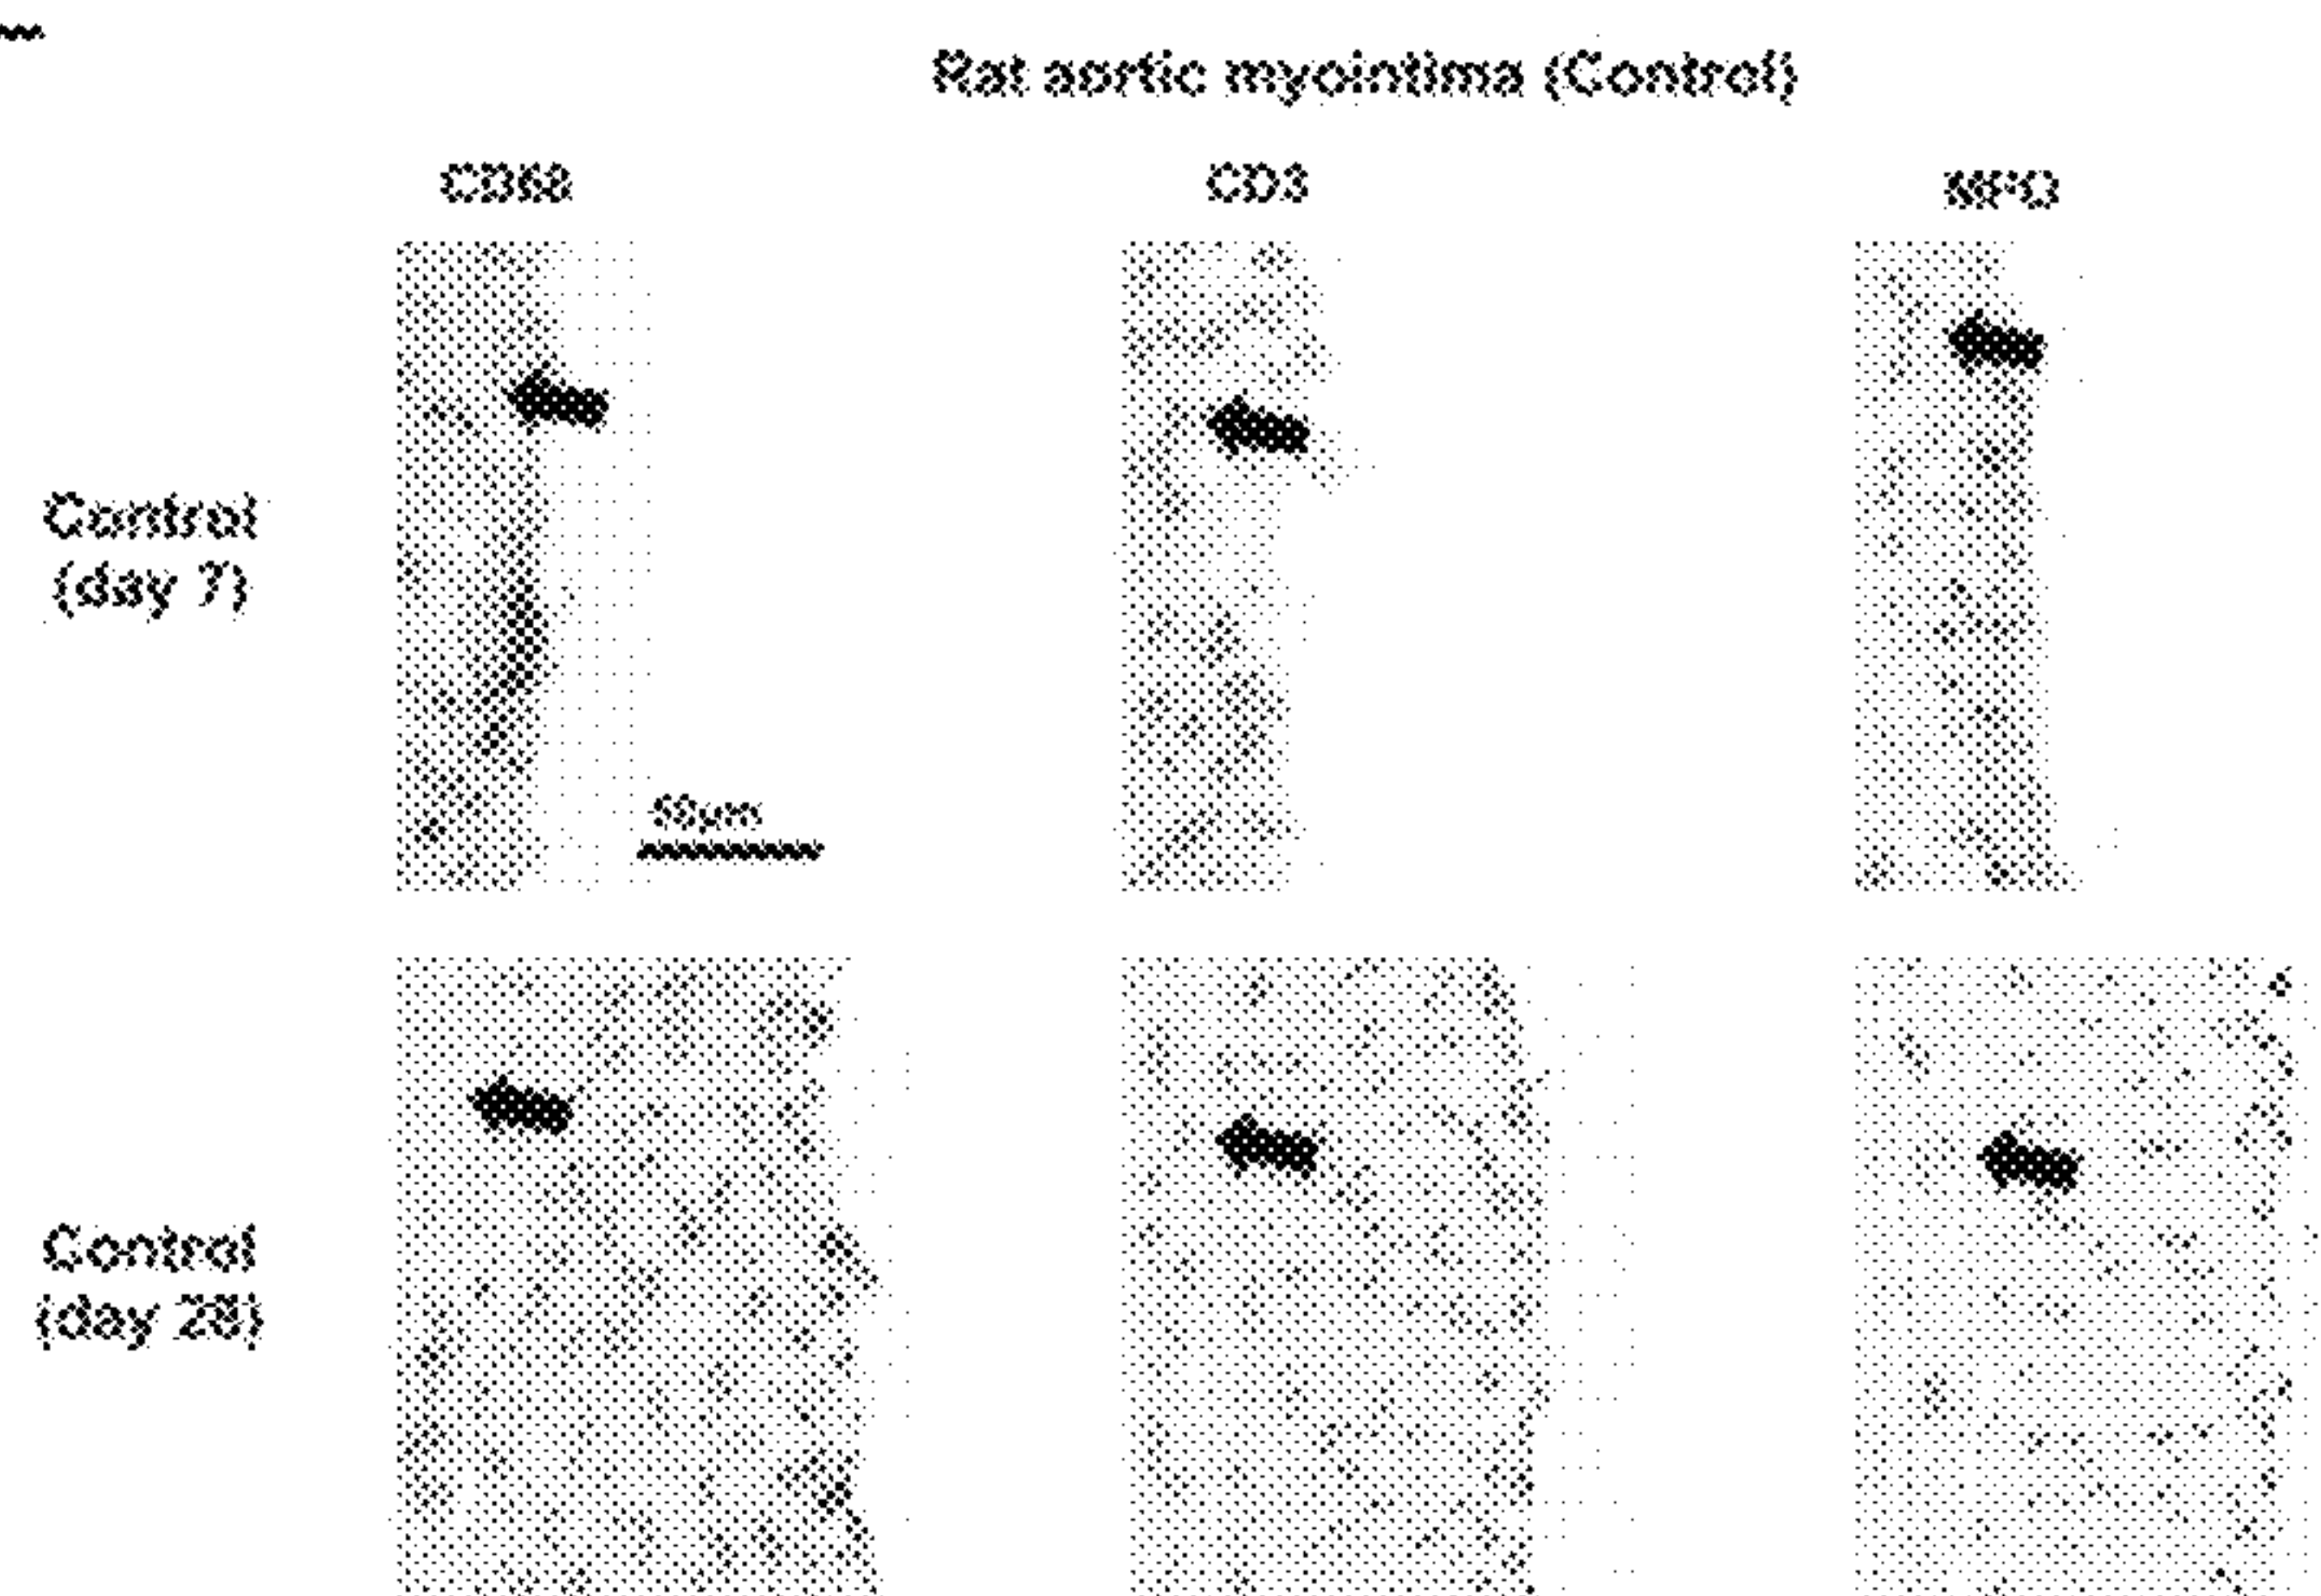 Rat aortic myointima (Control)
CD68 CD3 MPO
Control
(day 7)
50µm
Control
(day 28)